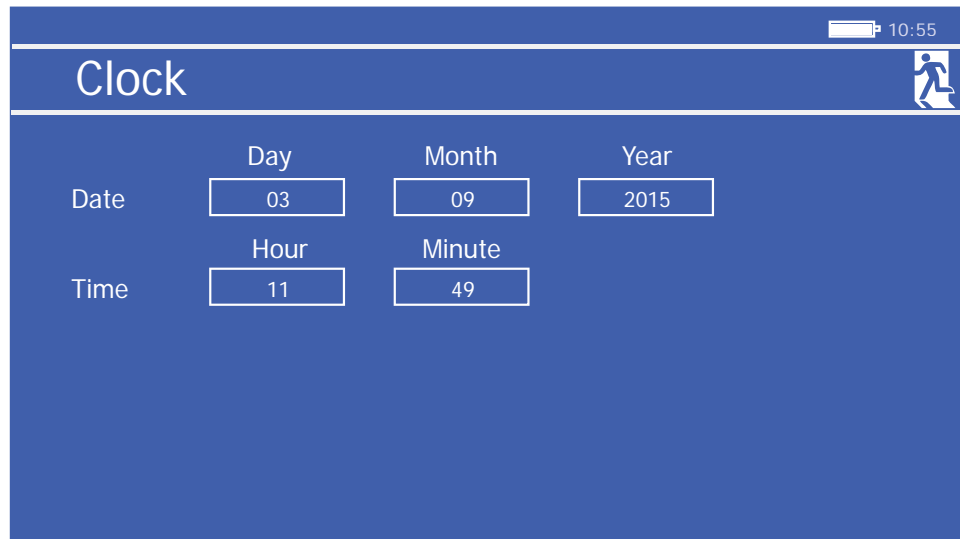 10:55
Clock
Day Month Year
Date 03 09 2015
Hour Minute
Time 11 49